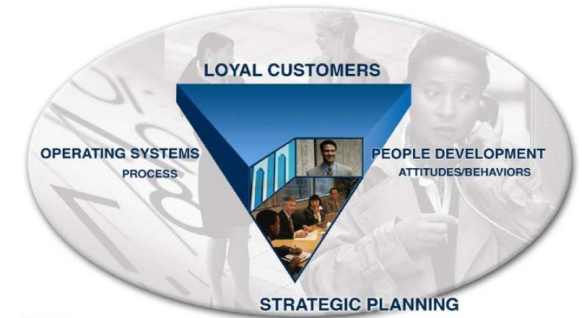 LOYAL CUSTOMERS
OPERATING SYSTEMS
PROCESS
PEOPLE DEVELOPMENT
ATTITUDES/BEHAVIORS
STRATEGIC PLANNING